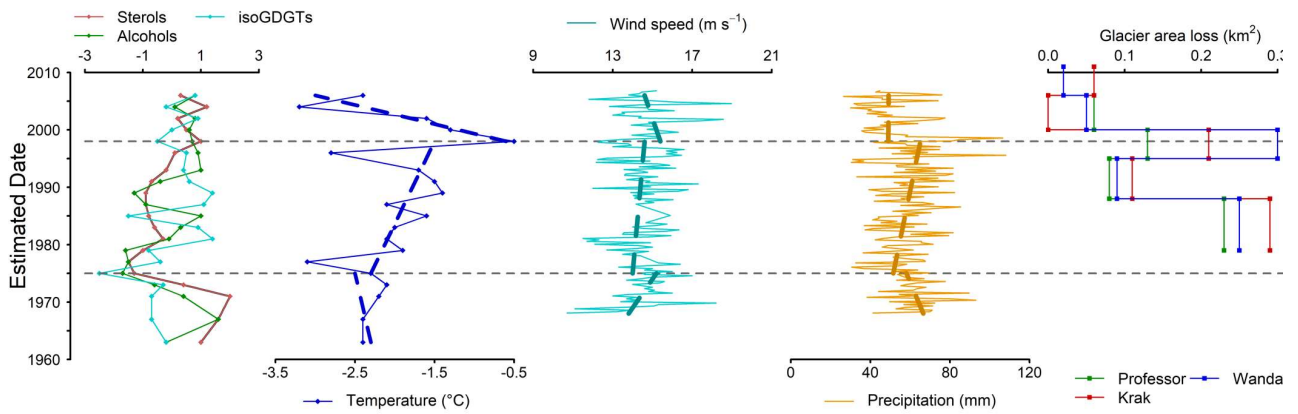 Sterols
isoGDGTs
Alcohols
-3 -1 1 3
Wind speed (m s⁻¹)
9 13 17 21
Glacier area loss (km²)
0.0 0.1 0.2 0.3
Estimated Date
2010
2000
1990
1980
1970
1960
-3.5 -2.5 -1.5 -0.5
Temperature (°C)
0 40 80 120
Precipitation (mm)
Professor
Wanda
Krak